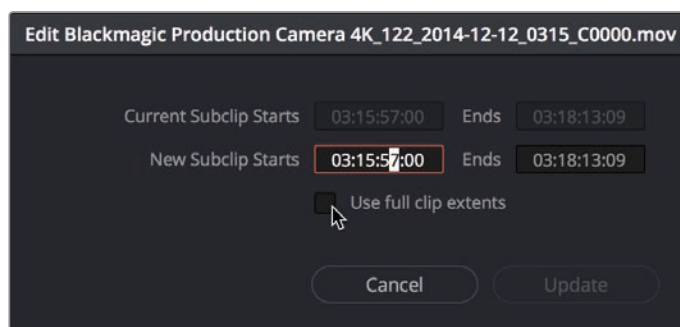 Edit Blackmagic Production Camera 4K_122_2014-12-12_0315_C0000.mov
Current Subclip Starts 03:15:57:00 Ends 03:18:13:09
New Subclip Starts 03:15:57:00 Ends 03:18:13:09
Use full clip extents
Cancel Update